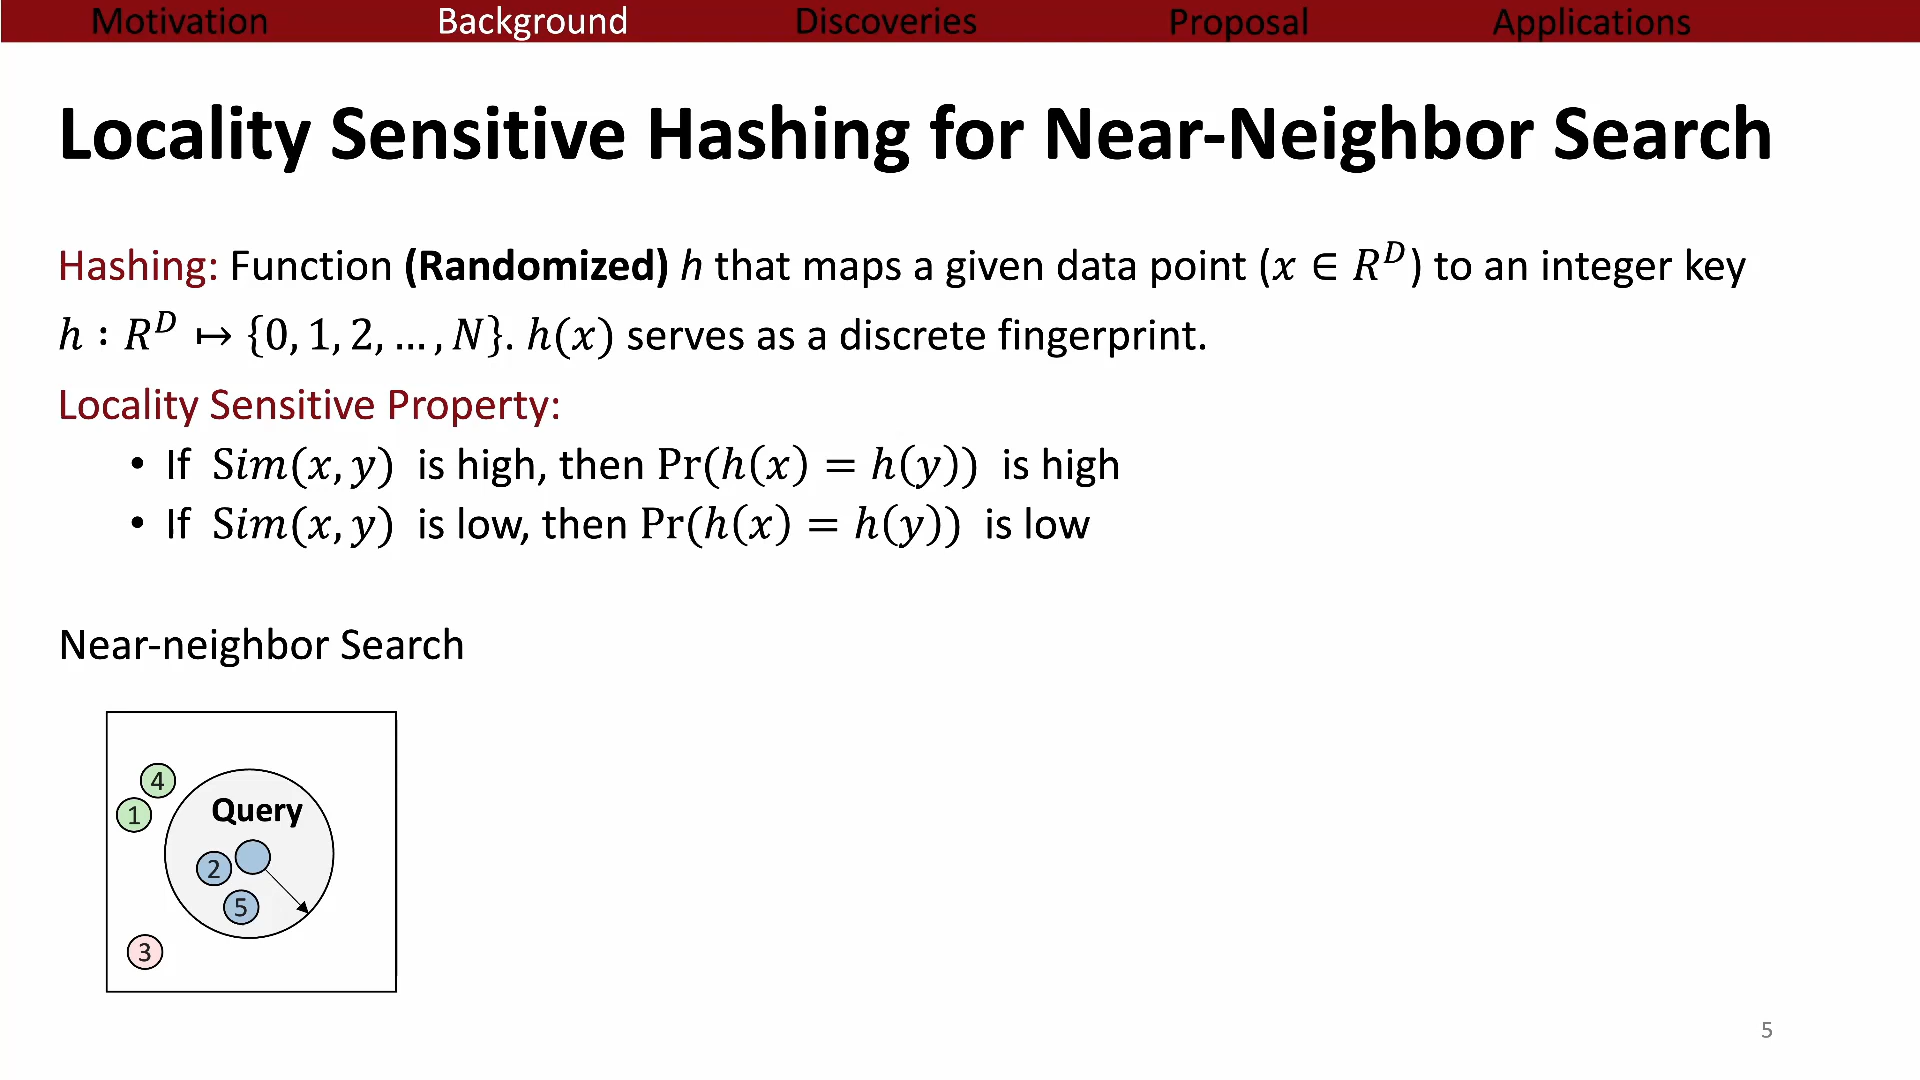 Motivation Background Discoveries Proposal Applications
Locality Sensitive Hashing for Near-Neighbor Search
Hashing: Function (Randomized) h that maps a given data point (x ∈ R^D) to an integer key
h : R^D ↦ {0, 1, 2, … , N}. h(x) serves as a discrete fingerprint.
Locality Sensitive Property:
• If Sim(x, y) is high, then Pr(h(x) = h(y)) is high
• If Sim(x, y) is low, then Pr(h(x) = h(y)) is low
Near-neighbor Search
4
1
Query
2
5
3
5